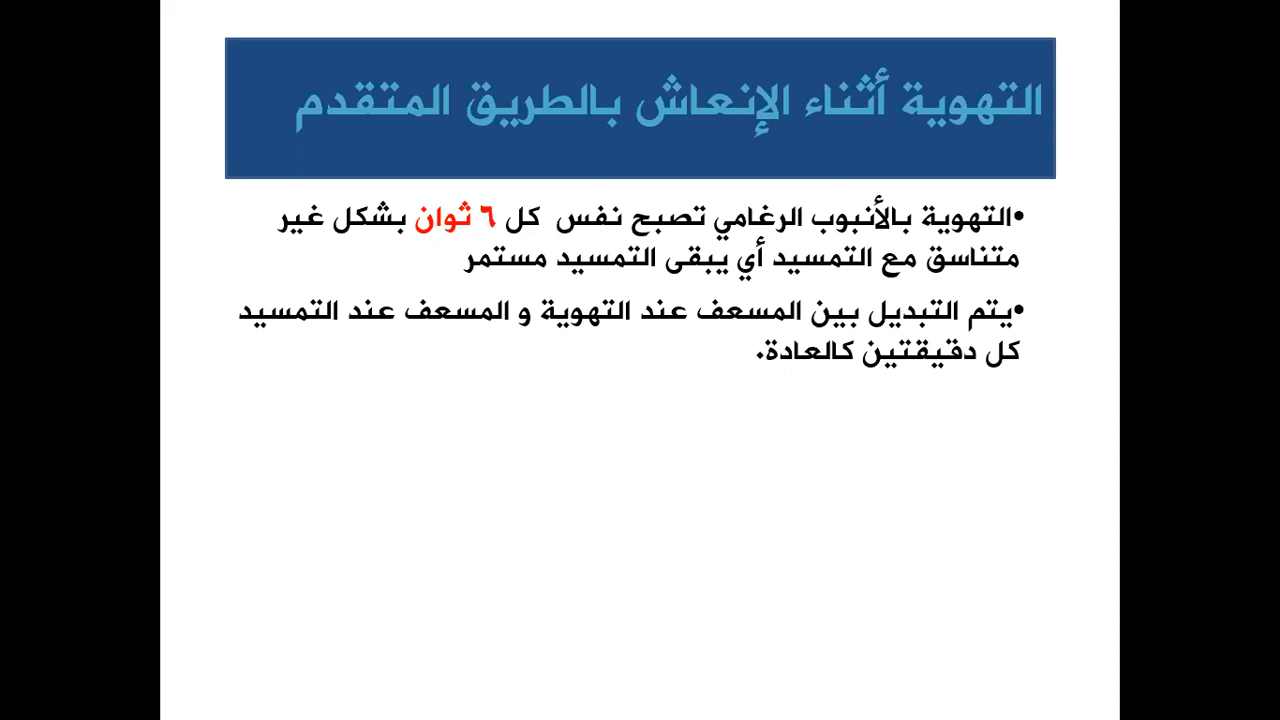 التهوية أثناء الإنعاش بالطريق المتقدم
•التهوية بالأنبوب الرغامي تصبح نفس كل ٦ ثوان بشكل غير
متناسق مع التمسيد أي يبقى التمسيد مستمر
•يتم التبديل بين المسعف عند التهوية و المسعف عند التمسيد
كل دقيقتين كالعادة.